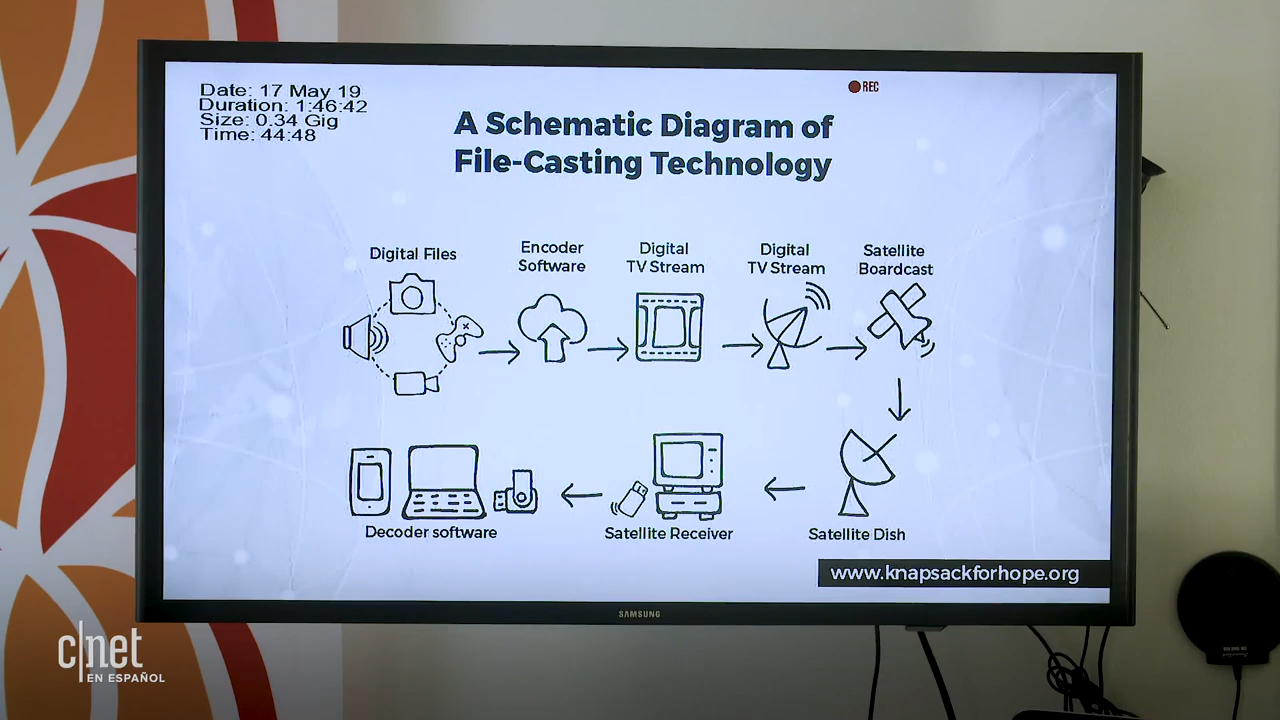 Date: 17 May 19
Duration: 1:46:42
Size: 0.34 Gig
Time: 44:48
REC
A Schematic Diagram of
File-Casting Technology
Digital Files
Encoder
Software
Digital
TV Stream
Digital
TV Stream
Satellite
Boardcast
Decoder software
Satellite Receiver
Satellite Dish
www.knapsackforhope.org
SAMSUNG
c|net
EN ESPAÑOL